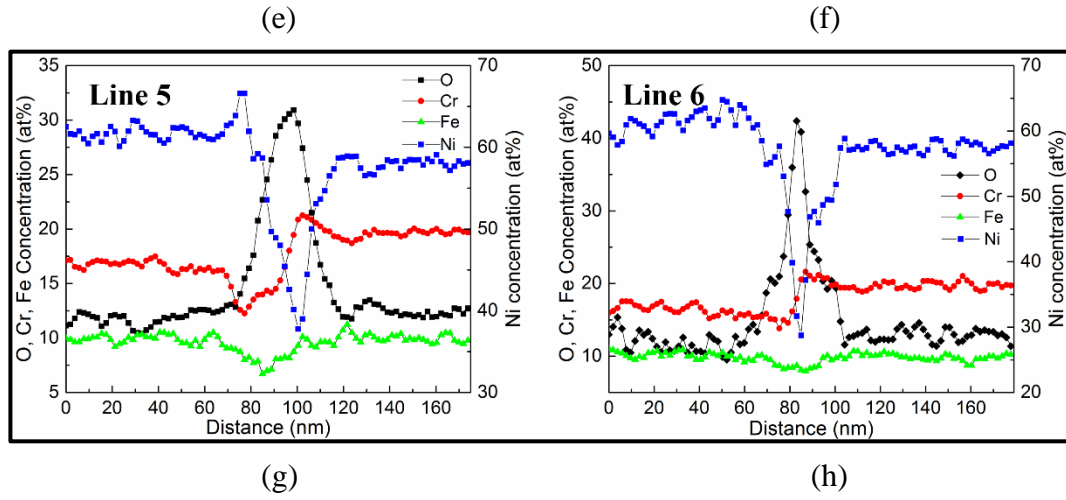 (e) (f)
Line 5
O
Cr
Fe
Ni
O, Cr, Fe Concentration (at%)
35
30
25
20
15
10
5
70
60
50
40
30
Ni concentration (at%)
0 20 40 60 80 100 120 140 160
Distance (nm)
Line 6
O
Cr
Fe
Ni
O, Cr, Fe Concentration (at%)
50
40
30
20
10
70
60
50
40
30
20
Ni concentration (at%)
0 20 40 60 80 100 120 140 160
Distance (nm)
(g) (h)